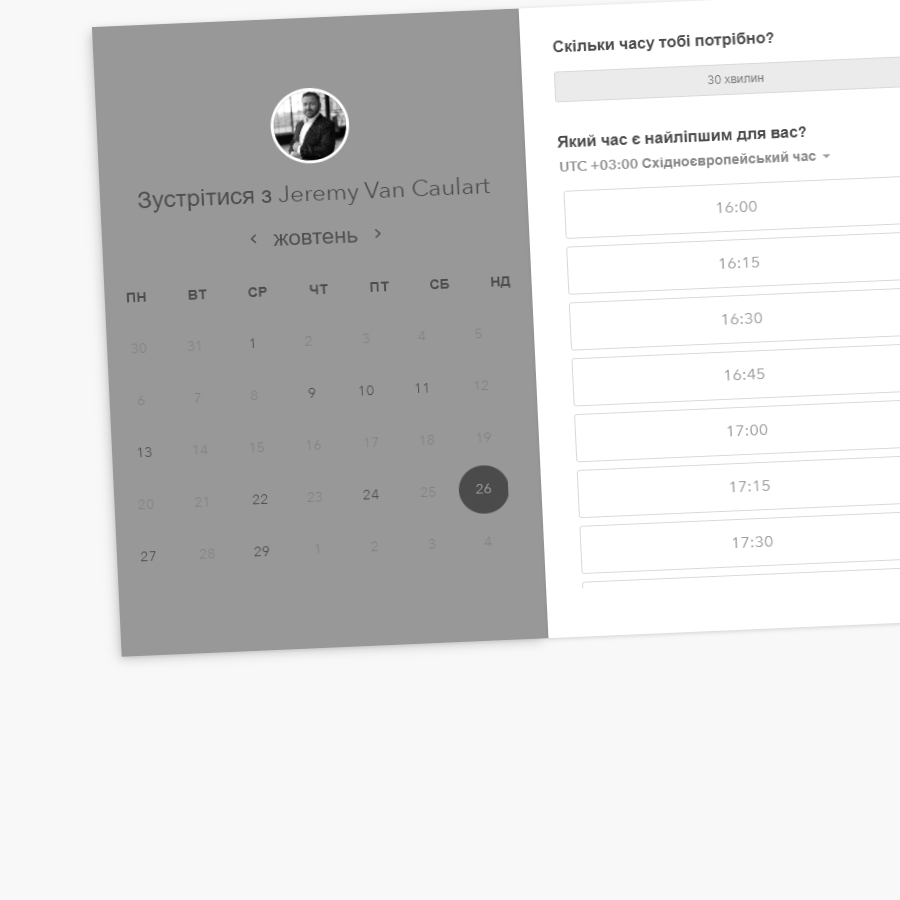 Зустрітися з Jeremy Van Caulart
‹ жовтень ›
ПН ВТ СР ЧТ ПТ СБ НД
30 31 1 2 3 4 5
6 7 8 9 10 11 12
13 14 15 16 17 18 19
20 21 22 23 24 25 26
27 28 29 1 2 3 4
Скільки часу тобі потрібно?
30 хвилин
Який час є найліпшим для вас?
UTC +03:00 Східноєвропейський час
16:00
16:15
16:30
16:45
17:00
17:15
17:30